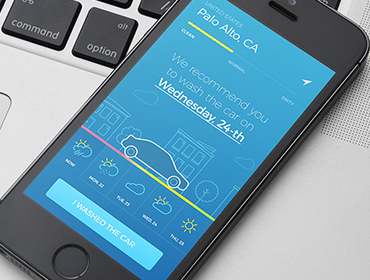 alt
command
option
UNITED STATES
Palo Alto, CA
CLEAN
NORMAL
DIRTY
We recommend you
to wash the car on
Wednesday, 24-th
NOW
MON, 22
TUE, 23
WED, 24
THU, 25
I WASHED THE CAR